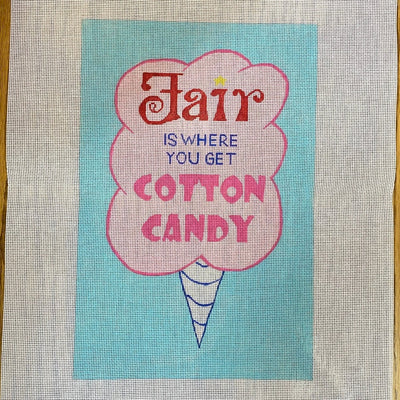 Fair
IS WHERE
YOU GET
COTTON
CANDY